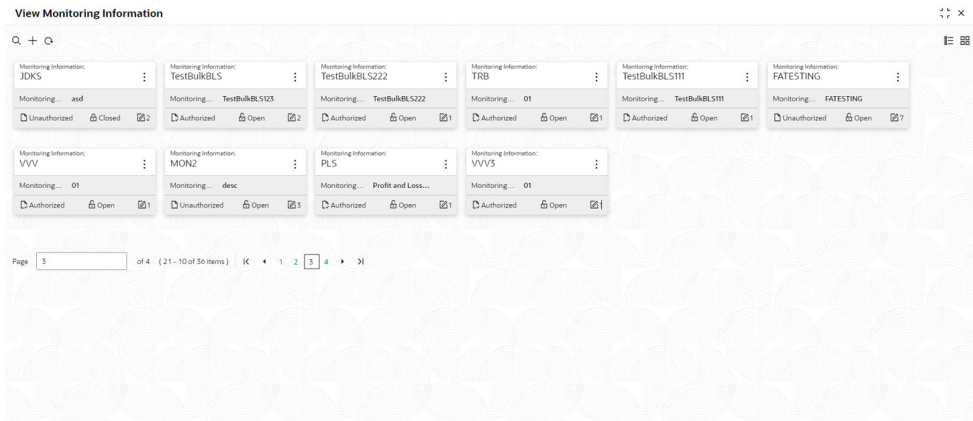 View Monitoring Information
Monitoring Information:
JDKS
Monitoring... asd
Unauthorized Closed 2
Monitoring Information:
TestBulkBLS
Monitoring... TestBulkBLS123
Authorized Open 2
Monitoring Information:
TestBulkBLS222
Monitoring... TestBulkBLS222
Authorized Open 1
Monitoring Information:
TRB
Monitoring... 01
Authorized Open 1
Monitoring Information:
TestBulkBLS111
Monitoring... TestBulkBLS111
Authorized Open 1
Monitoring Information:
FATESTING
Monitoring... FATESTING
Unauthorized Open 7
Monitoring Information:
VVV
Monitoring... 01
Authorized Open 1
Monitoring Information:
MON2
Monitoring... desc
Unauthorized Open 3
Monitoring Information:
PLS
Monitoring... Profit and Loss...
Authorized Open 1
Monitoring Information:
VVV3
Monitoring... 01
Authorized Open 1
Page 3 of 4 (21 - 10 of 36 items) 1 2 3 4